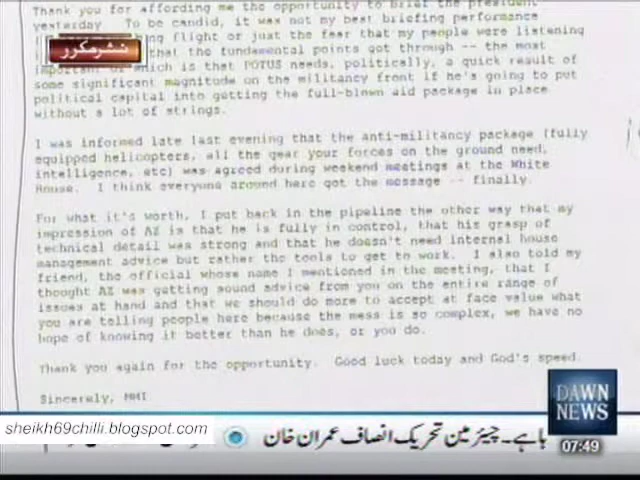 Thank you for affording me the opportunity to brief the president
yesterday. To be candid, it was not my best briefing performance
ng flight or just the fear that my people were listening
that the fundamental points got through -- the most
important of which is that POTUS needs, politically, a quick result of
some significant magnitude on the militancy front if he's going to put
political capital into getting the full-blown aid package in place
without a lot of strings.
I was informed late last evening that the anti-militancy package (fully
equipped helicopters, all the gear your forces on the ground need,
intelligence, etc) was agreed during weekend meetings at the White
House. I think everyone around here got the message -- finally.
For what it's worth, I put back in the pipeline the other way that my
impression of AZ is that he is fully in control, that his grasp of
technical detail was strong and that he doesn't need internal house
management advice but rather the tools to get to work. I also told my
friend, the official whose name I mentioned in the meeting, that I
thought AZ was getting sound advice from you on the entire range of
issues at hand and that we should do more to accept at face value what
you are telling people here because the mess is so complex, we have no
hope of knowing it better than he does, or you do.
Thank you again for the opportunity. Good luck today and God's speed.
Sincerely, MMI
نشر مکرر
DAWN
NEWS
07:49
sheikh69chilli.blogspot.com
ہا ہے۔ چیئرمین تحریک انصاف عمران خان